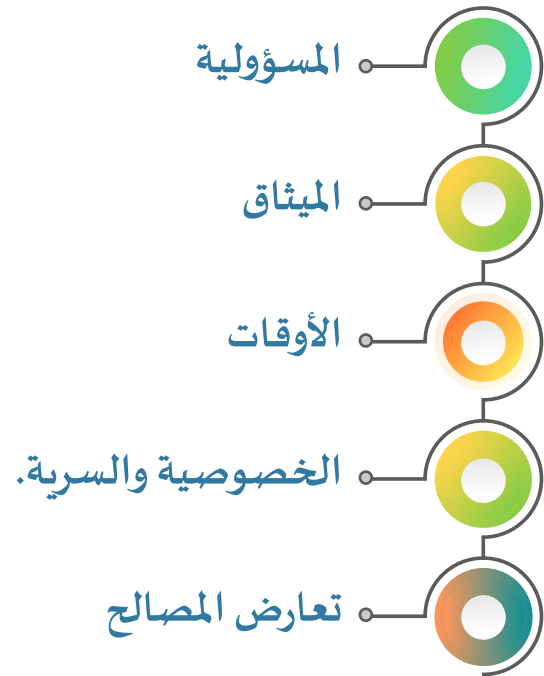 المسؤولية
الميثاق
الأوقات
الخصوصية والسرية.
تعارض المصالح